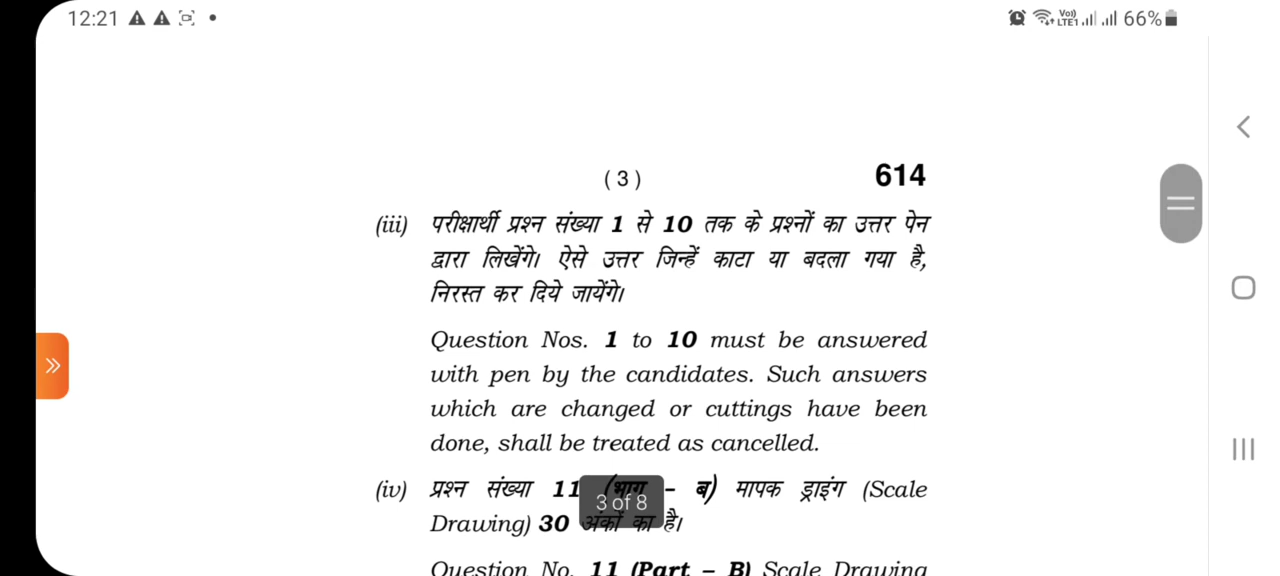 12:21
Vo)) LTE1 66%
( 3 ) 614
(iii) परीक्षार्थी प्रश्न संख्या 1 से 10 तक के प्रश्नों का उत्तर पेन
द्वारा लिखेंगे। ऐसे उत्तर जिन्हें काटा या बदला गया है,
निरस्त कर दिये जायेंगे।
Question Nos. 1 to 10 must be answered
with pen by the candidates. Such answers
which are changed or cuttings have been
done, shall be treated as cancelled.
(iv) प्रश्न संख्या 11 (भाग – ब) मापक ड्राइंग (Scale
3 of 8
Drawing) 30 अंकों का है।
Question No. 11 (Part – B) Scale Drawing